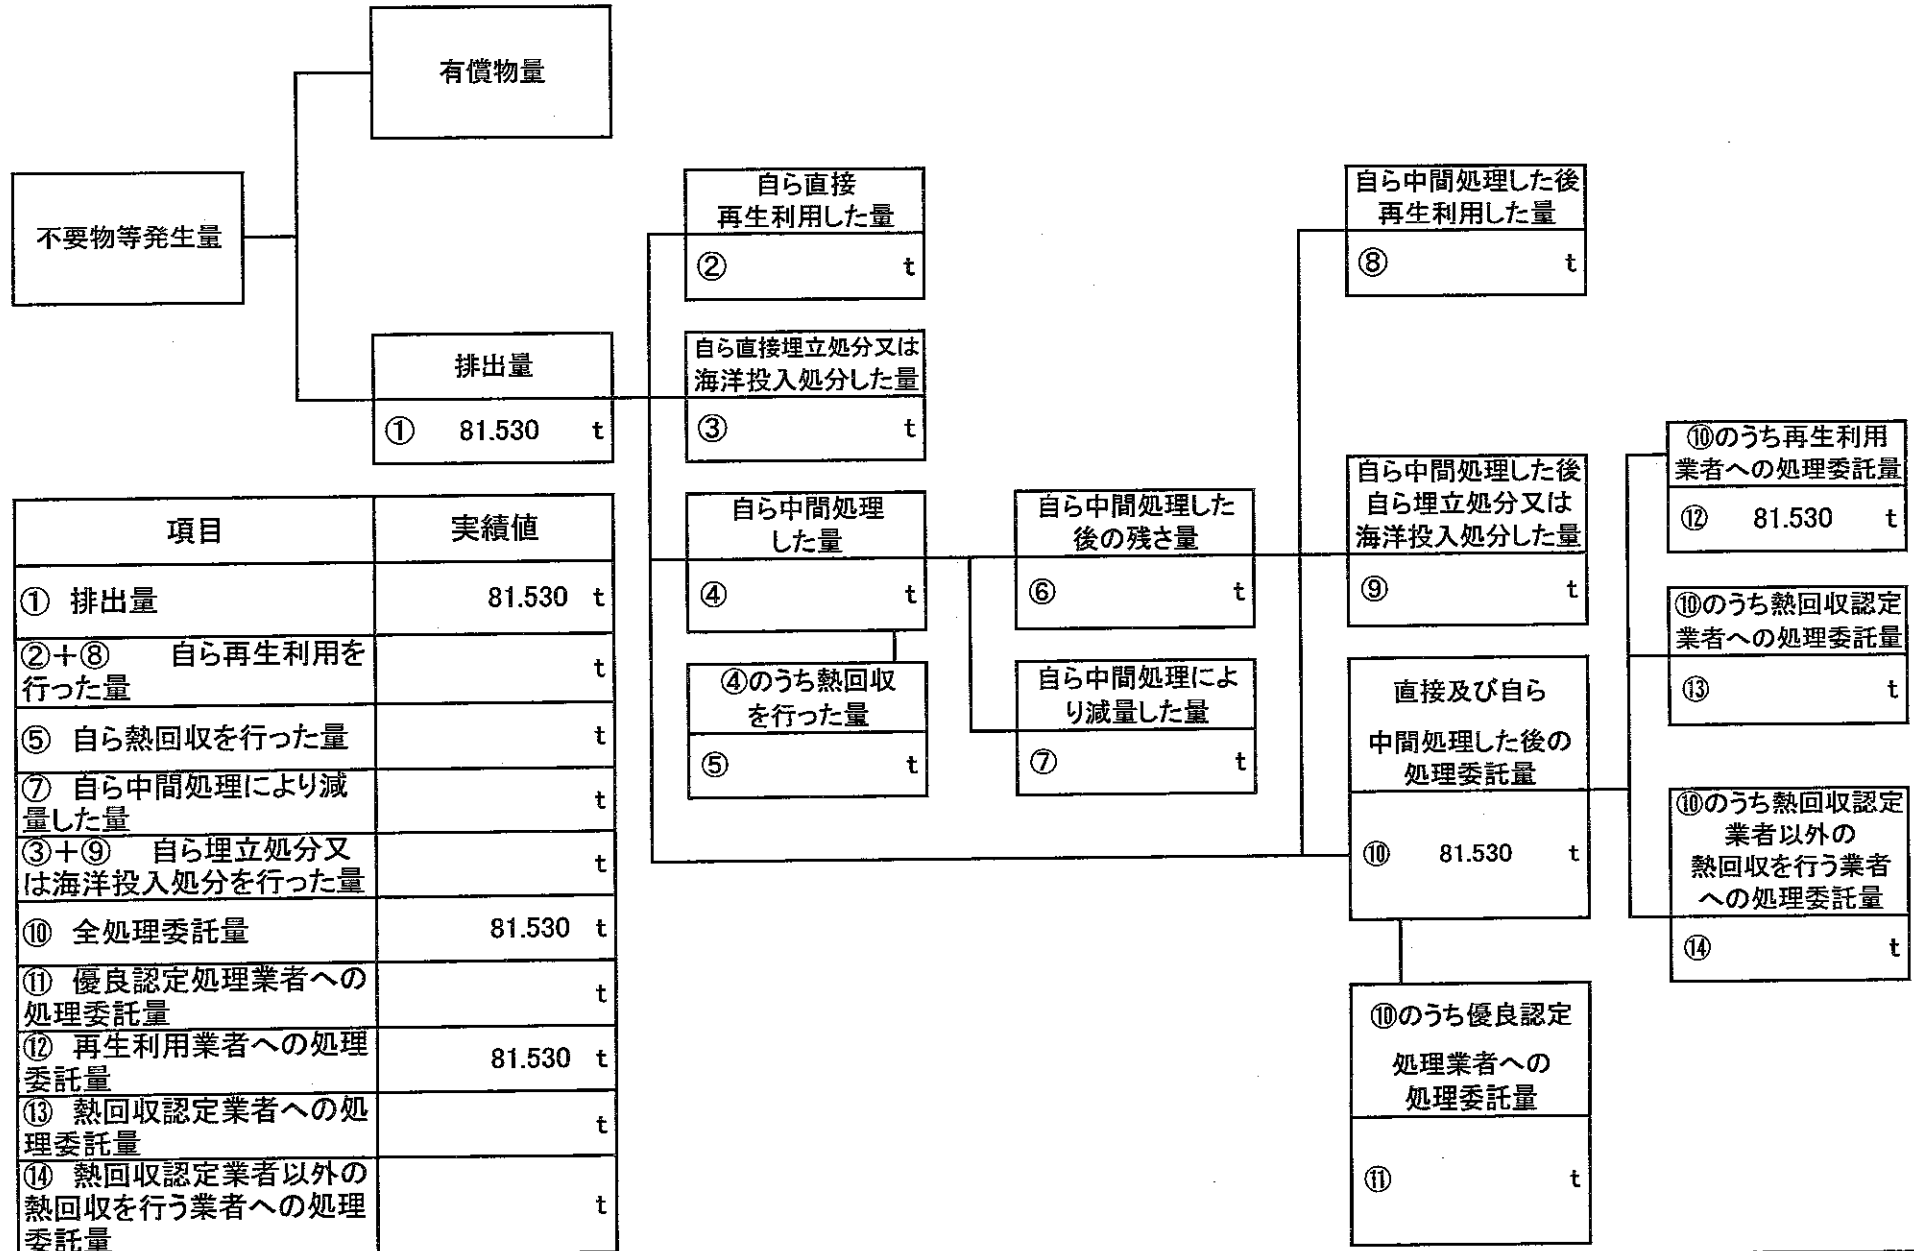 有償物量
不要物等発生量
排出量
① 81.530 t
自ら直接
再生利用した量
② t
自ら直接埋立処分又は
海洋投入処分した量
③ t
自ら中間処理
した量
④ t
④のうち熱回収
を行った量
⑤ t
自ら中間処理した
後の残さ量
⑥ t
自ら中間処理によ
り減量した量
⑦ t
自ら中間処理した後
再生利用した量
⑧ t
自ら中間処理した後
自ら埋立処分又は
海洋投入処分した量
⑨ t
直接及び自ら
中間処理した後の
処理委託量
⑩ 81.530 t
⑩のうち優良認定
処理業者への
処理委託量
⑪ t
⑩のうち再生利用
業者への処理委託量
⑫ 81.530 t
⑩のうち熱回収認定
業者への処理委託量
⑬ t
⑩のうち熱回収認定
業者以外の
熱回収を行う業者
への処理委託量
⑭ t
項目 実績値
① 排出量 81.530 t
②+⑧ 自ら再生利用を
行った量 t
⑤ 自ら熱回収を行った量 t
⑦ 自ら中間処理により減
量した量 t
③+⑨ 自ら埋立処分又
は海洋投入処分を行った量 t
⑩ 全処理委託量 81.530 t
⑪ 優良認定処理業者への
処理委託量 t
⑫ 再生利用業者への処理
委託量 81.530 t
⑬ 熱回収認定業者への処
理委託量 t
⑭ 熱回収認定業者以外の
熱回収を行う業者への処理
委託量 t